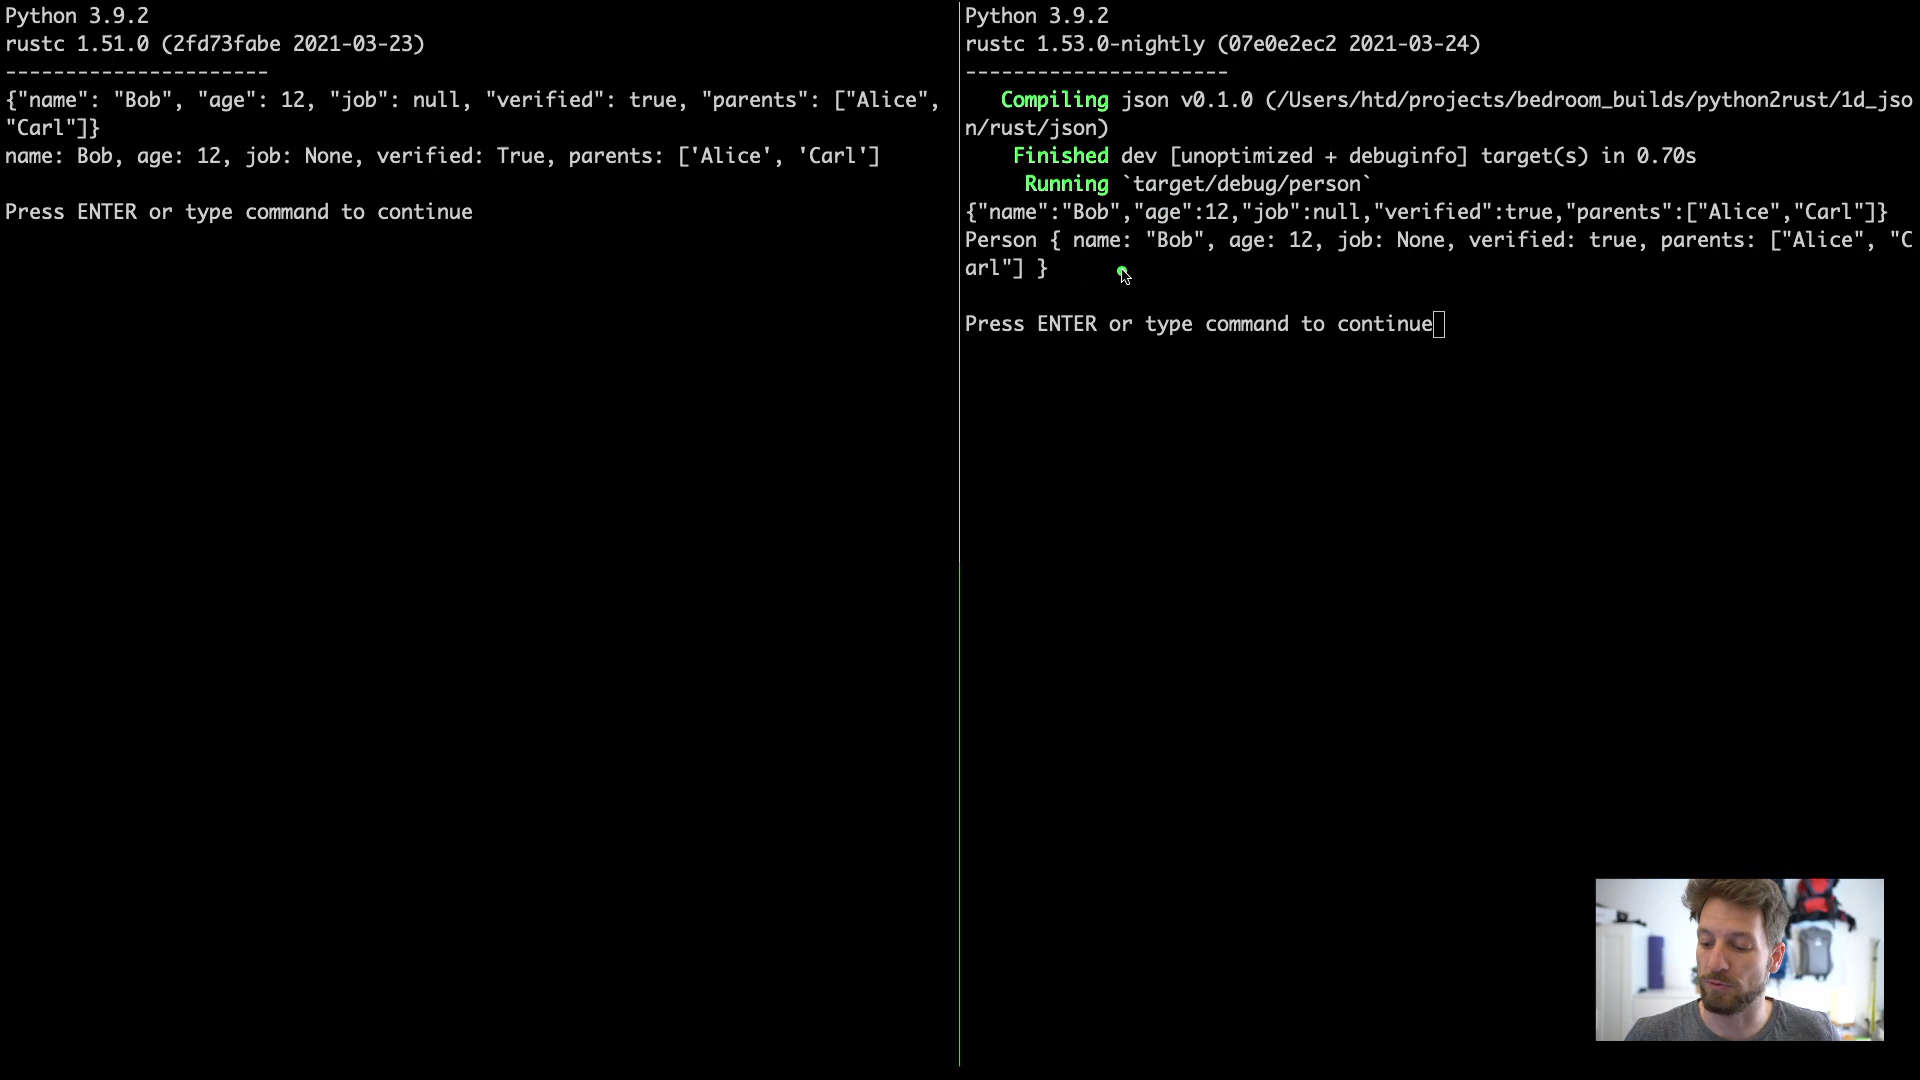 Python 3.9.2
rustc 1.51.0 (2fd73fabe 2021-03-23)
----------------------
{"name": "Bob", "age": 12, "job": null, "verified": true, "parents": ["Alice",
"Carl"]}
name: Bob, age: 12, job: None, verified: True, parents: ['Alice', 'Carl']
Press ENTER or type command to continue
Python 3.9.2
rustc 1.53.0-nightly (07e0e2ec2 2021-03-24)
----------------------
Compiling json v0.1.0 (/Users/htd/projects/bedroom_builds/python2rust/1d_jso
n/rust/json)
Finished dev [unoptimized + debuginfo] target(s) in 0.70s
Running `target/debug/person`
{"name":"Bob","age":12,"job":null,"verified":true,"parents":["Alice","Carl"]}
Person { name: "Bob", age: 12, job: None, verified: true, parents: ["Alice", "C
arl"] }
Press ENTER or type command to continue